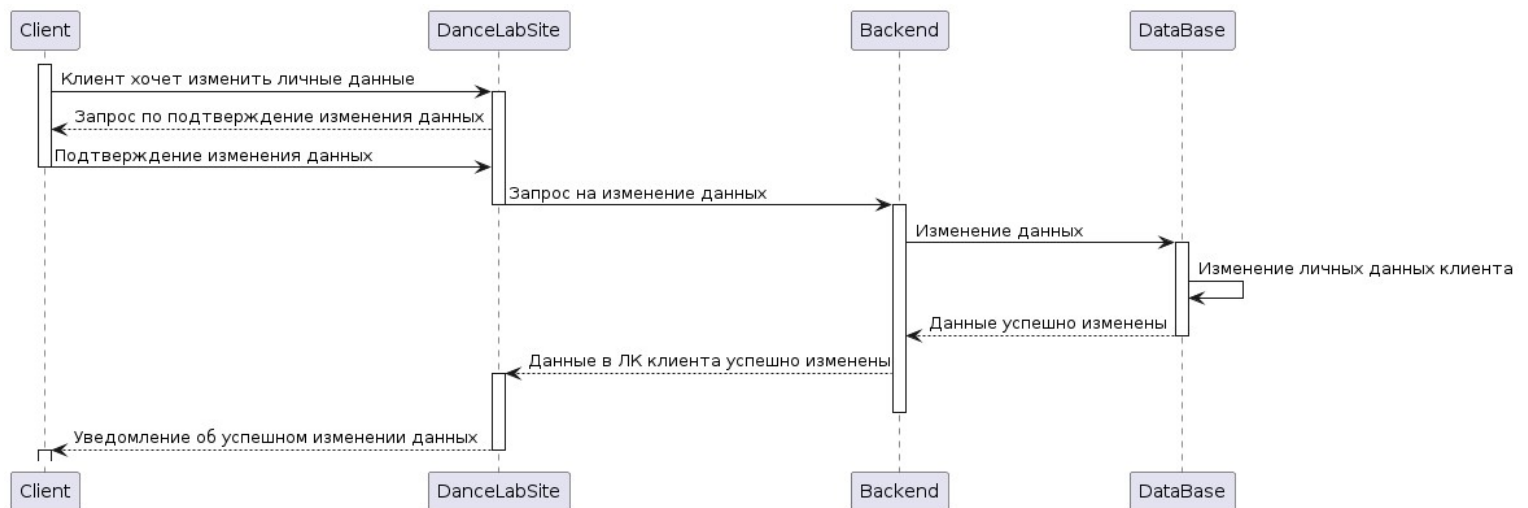 Client
DanceLabSite
Backend
DataBase
Клиент хочет изменить личные данные
Запрос по подтверждение изменения данных
Подтверждение изменения данных
Запрос на изменение данных
Изменение данных
Изменение личных данных клиента
Данные успешно изменены
Данные в ЛК клиента успешно изменены
Уведомление об успешном изменении данных
Client
DanceLabSite
Backend
DataBase